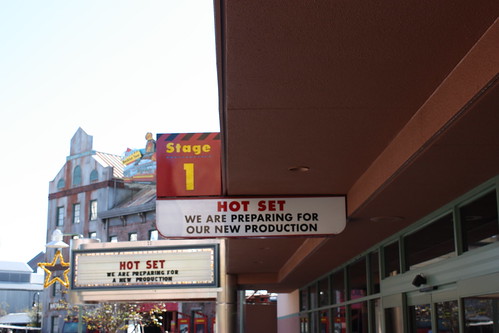 Stage
1
HOT SET
WE ARE PREPARING FOR
OUR NEW PRODUCTION
HOT SET
WE ARE PREPARING FOR
A NEW PRODUCTION